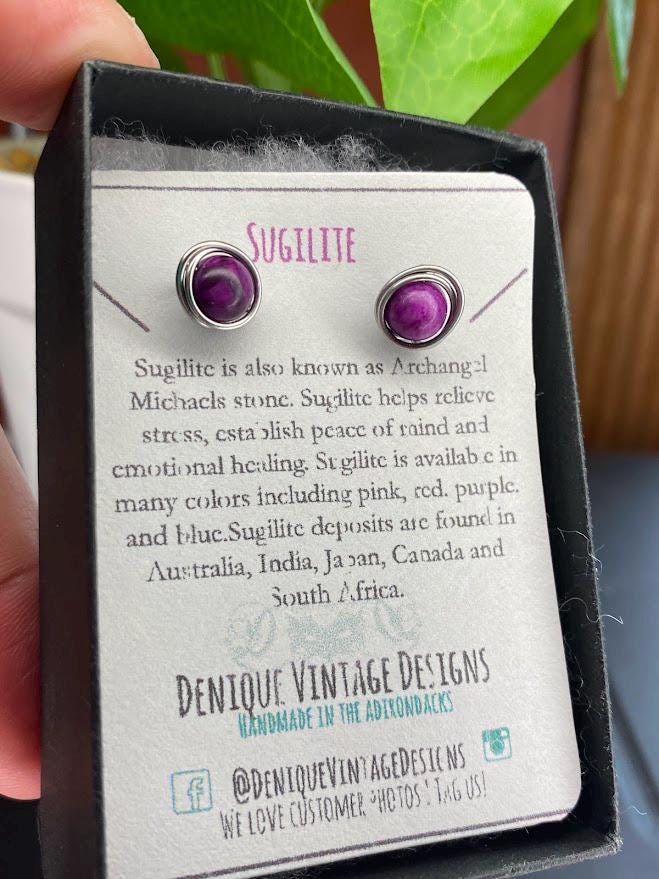 SUGILITE
Sugilite is also known as Archangel
Michaels stone. Sugilite helps relieve
stress, establish peace of mind and
emotional healing. Sugilite is available in
many colors including pink, red. purple.
and blue.Sugilite deposits are found in
Australia, India, Japan, Canada and
South Africa.
DENIQUE VINTAGE DESIGNS
HANDMADE IN THE ADIRONDACKS
@DENIQUEVINTAGEDESIGNS
WE LOVE CUSTOMER PHOTOS! TAG US!